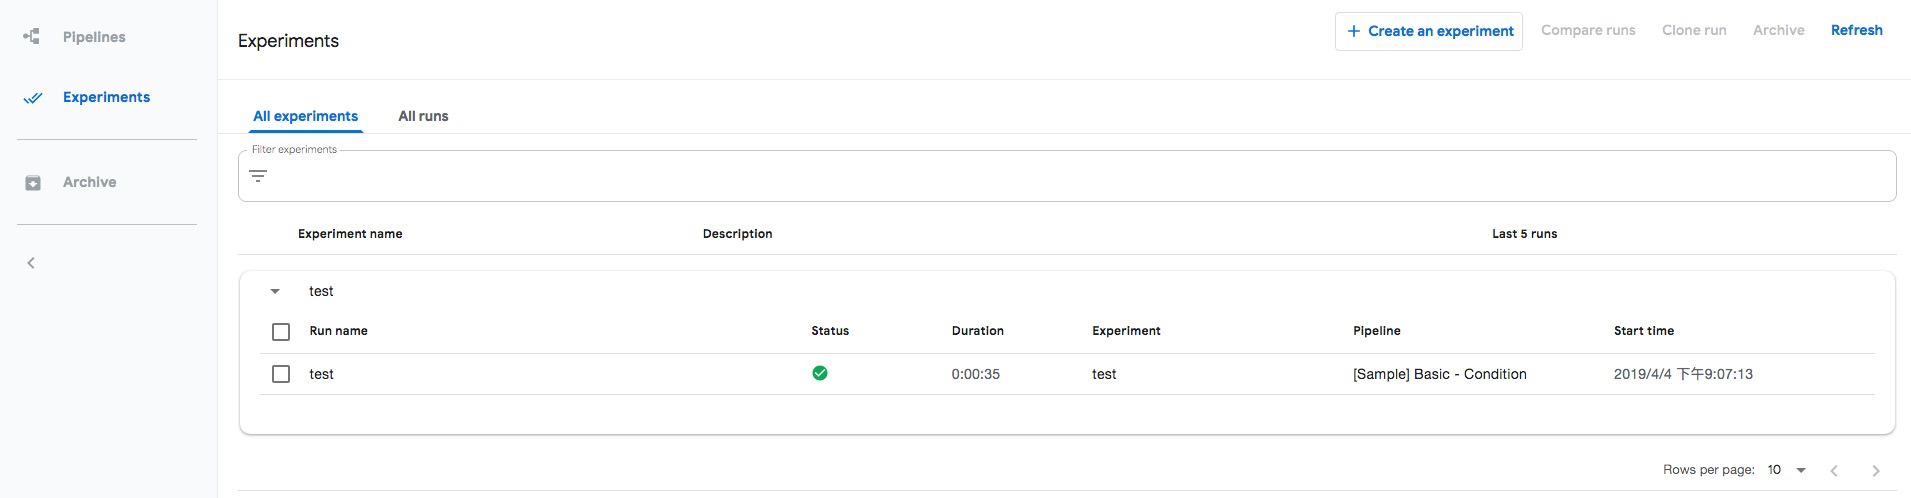 Pipelines
Experiments
Archive
Experiments
+ Create an experiment Compare runs Clone run Archive Refresh
All experiments All runs
Filter experiments
Experiment name Description Last 5 runs
test
Run name Status Duration Experiment Pipeline Start time
test 0:00:35 test [Sample] Basic - Condition 2019/4/4 下午9:07:13
Rows per page: 10